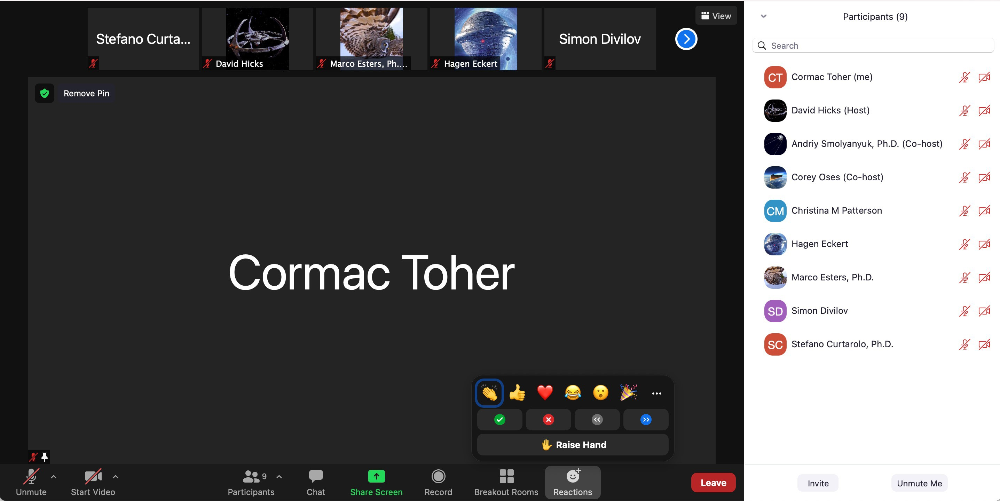 Stefano Curta...
David Hicks
Marco Esters, Ph....
Hagen Eckert
Simon Divilov
View
Remove Pin
Cormac Toher
Raise Hand
Unmute
Start Video
9
Participants
Chat
Share Screen
Record
Breakout Rooms
Reactions
Leave
Participants (9)
Search
CT Cormac Toher (me)
David Hicks (Host)
Andriy Smolyanyuk, Ph.D. (Co-host)
Corey Oses (Co-host)
CM Christina M Patterson
Hagen Eckert
Marco Esters, Ph.D.
SD Simon Divilov
SC Stefano Curtarolo, Ph.D.
Invite
Unmute Me